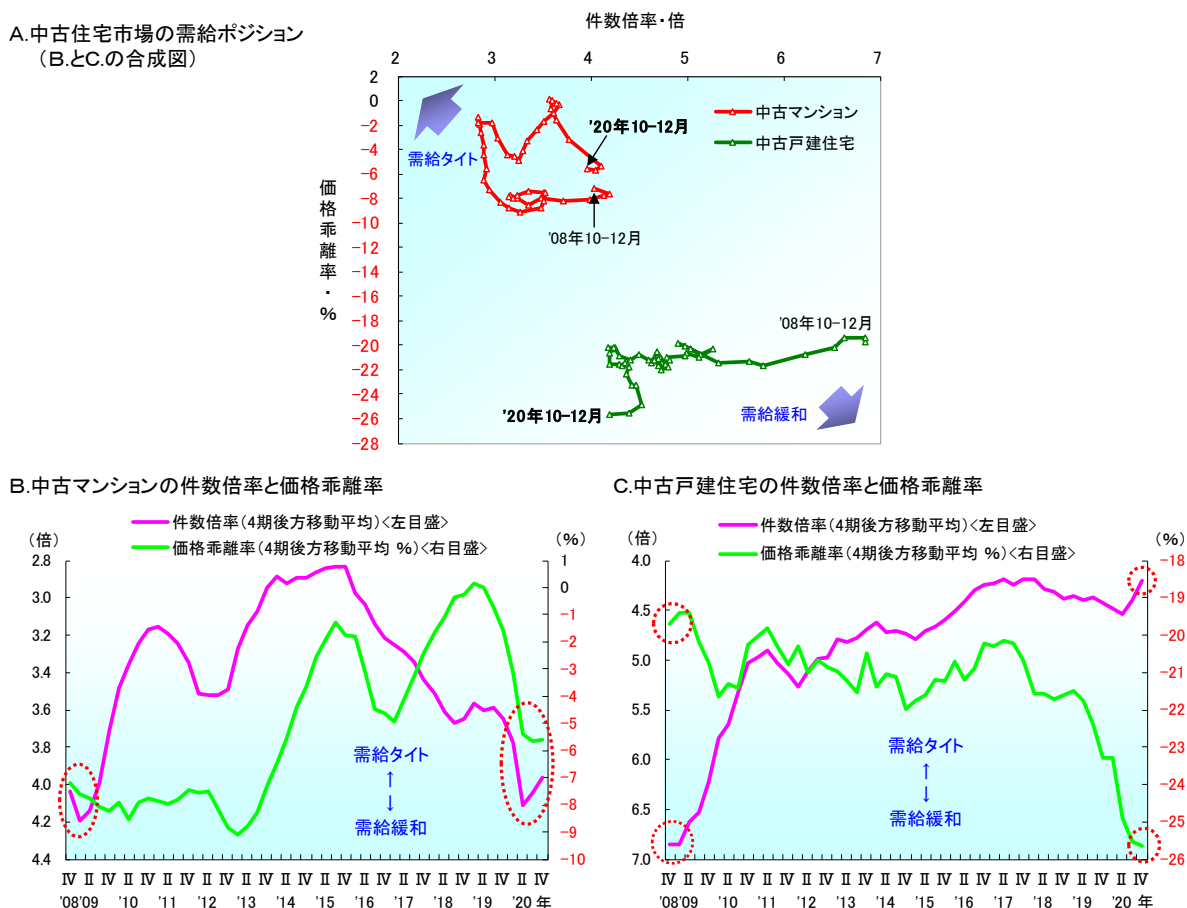 A.中古住宅市場の需給ポジション
（B.とC.の合成図）
件数倍率・倍
2 3 4 5 6 7
価格乖離率・%
2
0
-2
-4
-6
-8
-10
-12
-14
-16
-18
-20
-22
-24
-26
-28
中古マンション
中古戸建住宅
需給タイト
'20年10-12月
'08年10-12月
'08年10-12月
'20年10-12月
需給緩和
B.中古マンションの件数倍率と価格乖離率
件数倍率(4期後方移動平均)<左目盛>
価格乖離率(4期後方移動平均 %)<右目盛>
(倍)
(%)
2.8
3.0
3.2
3.4
3.6
3.8
4.0
4.2
4.4
1
0
-1
-2
-3
-4
-5
-6
-7
-8
-9
-10
需給タイト
↑
↓
需給緩和
Ⅳ Ⅱ Ⅳ Ⅱ Ⅳ Ⅱ Ⅳ Ⅱ Ⅳ Ⅱ Ⅳ Ⅱ Ⅳ Ⅱ Ⅳ Ⅱ Ⅳ Ⅱ Ⅳ Ⅱ Ⅳ Ⅱ Ⅳ Ⅱ Ⅳ
'08 '09 '10 '11 '12 '13 '14 '15 '16 '17 '18 '19 '20 年
C.中古戸建住宅の件数倍率と価格乖離率
件数倍率(4期後方移動平均)<左目盛>
価格乖離率(4期後方移動平均 %)<右目盛>
(倍)
(%)
4.0
4.5
5.0
5.5
6.0
6.5
7.0
-18
-19
-20
-21
-22
-23
-24
-25
-26
需給タイト
↑
↓
需給緩和
Ⅳ Ⅱ Ⅳ Ⅱ Ⅳ Ⅱ Ⅳ Ⅱ Ⅳ Ⅱ Ⅳ Ⅱ Ⅳ Ⅱ Ⅳ Ⅱ Ⅳ Ⅱ Ⅳ Ⅱ Ⅳ Ⅱ Ⅳ Ⅱ Ⅳ
'08 '09 '10 '11 '12 '13 '14 '15 '16 '17 '18 '19 '20 年